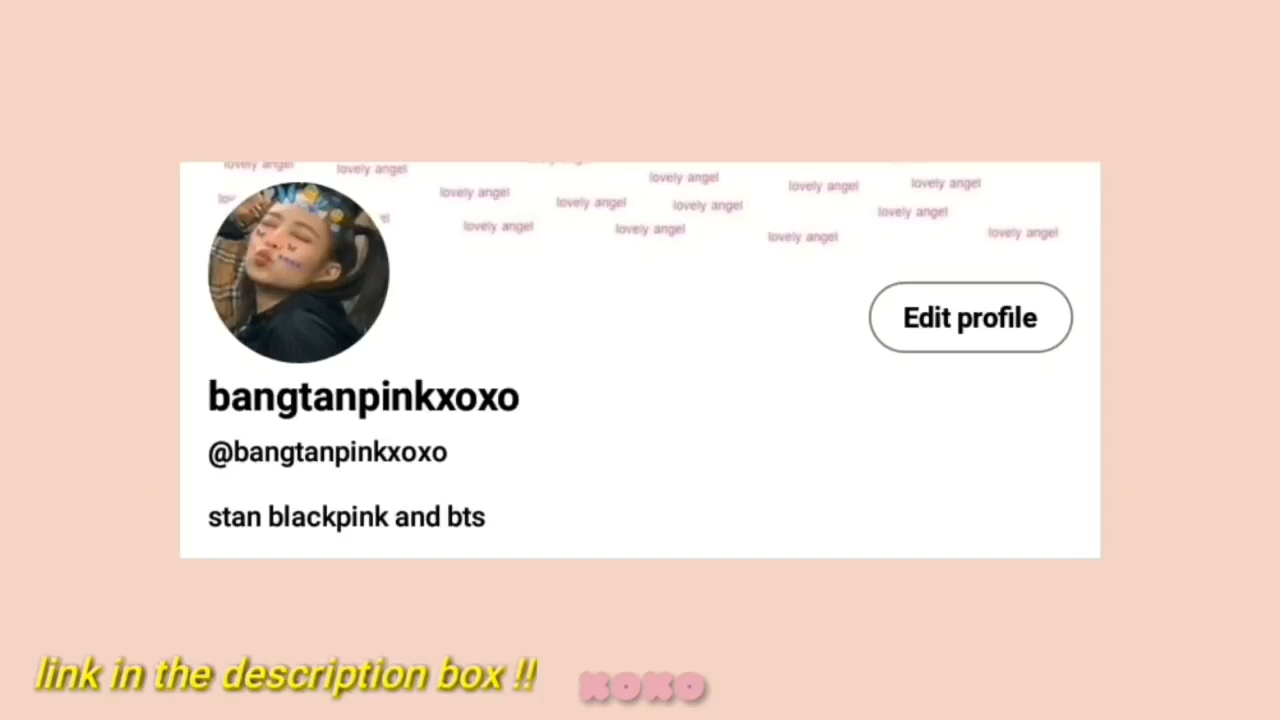 lovely angel
lovely angel
lovely angel
lovely angel
lovely angel
lovely angel
lovely angel
lovely angel
lovely angel
lovely angel
lovely angel
lovely angel
lovely angel
lovely angel
Edit profile
bangtanpinkxoxo
@bangtanpinkxoxo
stan blackpink and bts
link in the description box !!
xoxo